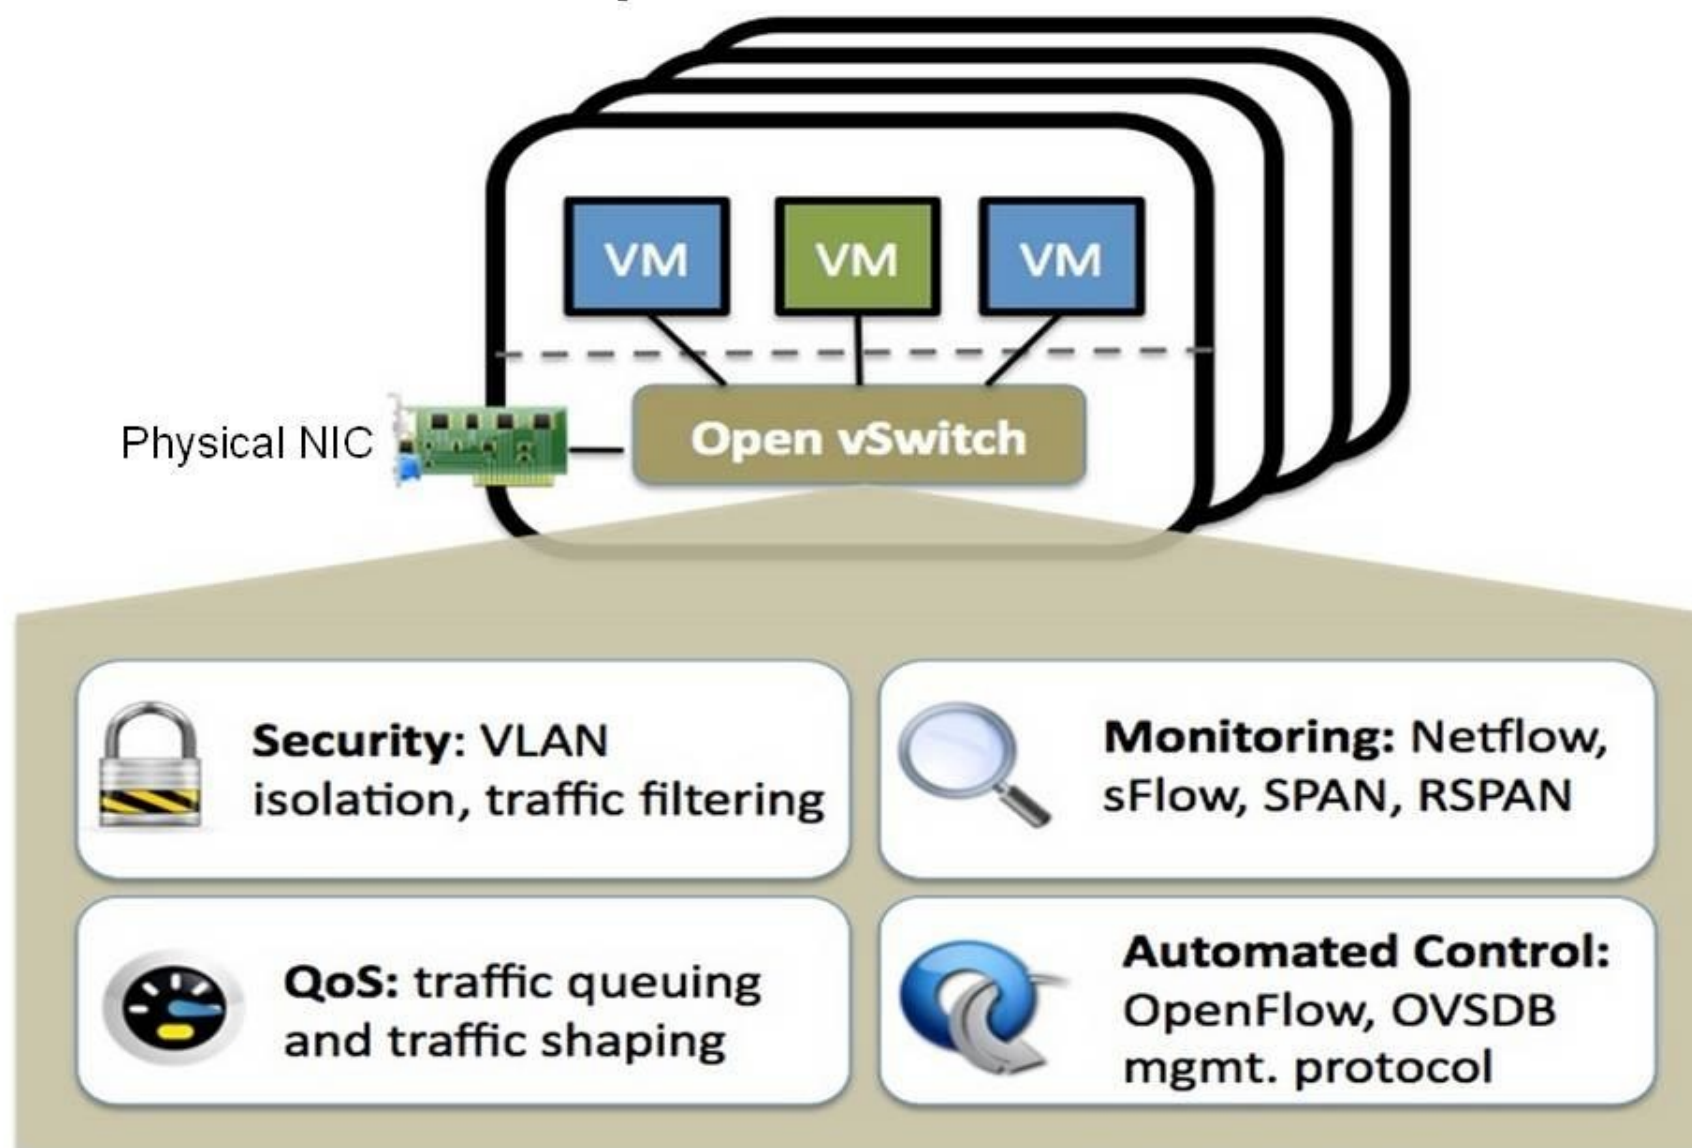 VM
VM
VM
Physical NIC
Open vSwitch
Security: VLAN
isolation, traffic filtering
Monitoring: Netflow,
sFlow, SPAN, RSPAN
QoS: traffic queuing
and traffic shaping
Automated Control:
OpenFlow, OVSDB
mgmt. protocol